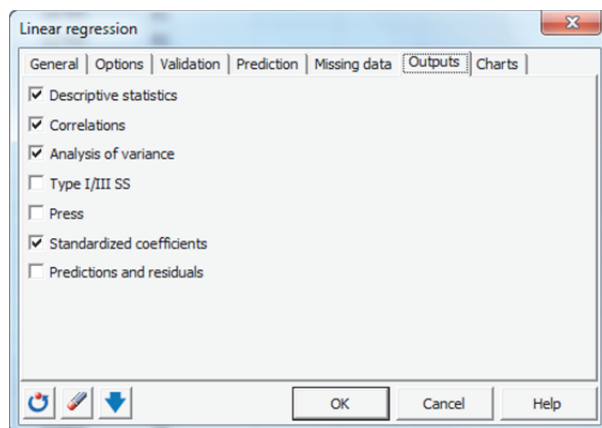 Linear regression
General Options Validation Prediction Missing data Outputs Charts
Descriptive statistics
Correlations
Analysis of variance
Type I/III SS
Press
Standardized coefficients
Predictions and residuals
OK Cancel Help